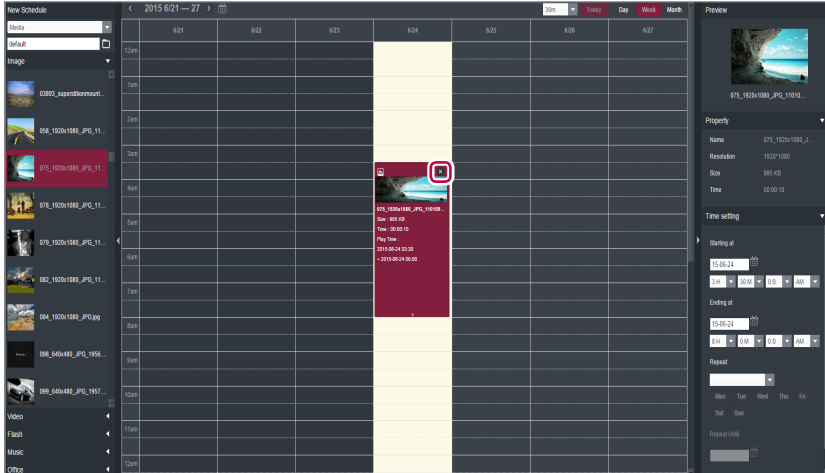 New Schedule
Media
default
Image
03893_superstitionmount...
058_1920x1080_JPG_11...
075_1920x1080_JPG_11...
078_1920x1080_JPG_11...
079_1920x1080_JPG_11...
082_1920x1080_JPG_11...
094_1920x1080_JPG.jpg
098_640x480_JPG_1956...
099_640x480_JPG_1957...
Video
Flash
Music
Office
2015 6/21 — 27
30m
Today
Day
Week
Month
6/21
6/22
6/23
6/24
6/25
6/26
6/27
12am
1am
2am
3am
4am
5am
6am
7am
8am
9am
10am
11am
12pm
X
075_1920x1080_JPG_110105...
Size : 985 KB
Time : 00:00:10
Play Time :
2015-06-24 03:30
~ 2015-06-24 08:00
Preview
075_1920x1080_JPG_11010...
Property
Name 075_1920x1080_J...
Resolution 1920*1080
Size 985 KB
Time 00:00:10
Time setting
Starting at
15-06-24
3 H 30 M 0 S AM
Ending at
15-06-24
8 H 0 M 0 S AM
Repeat
Mon Tue Wed Thu Fri
Sat Sun
Repeat Until